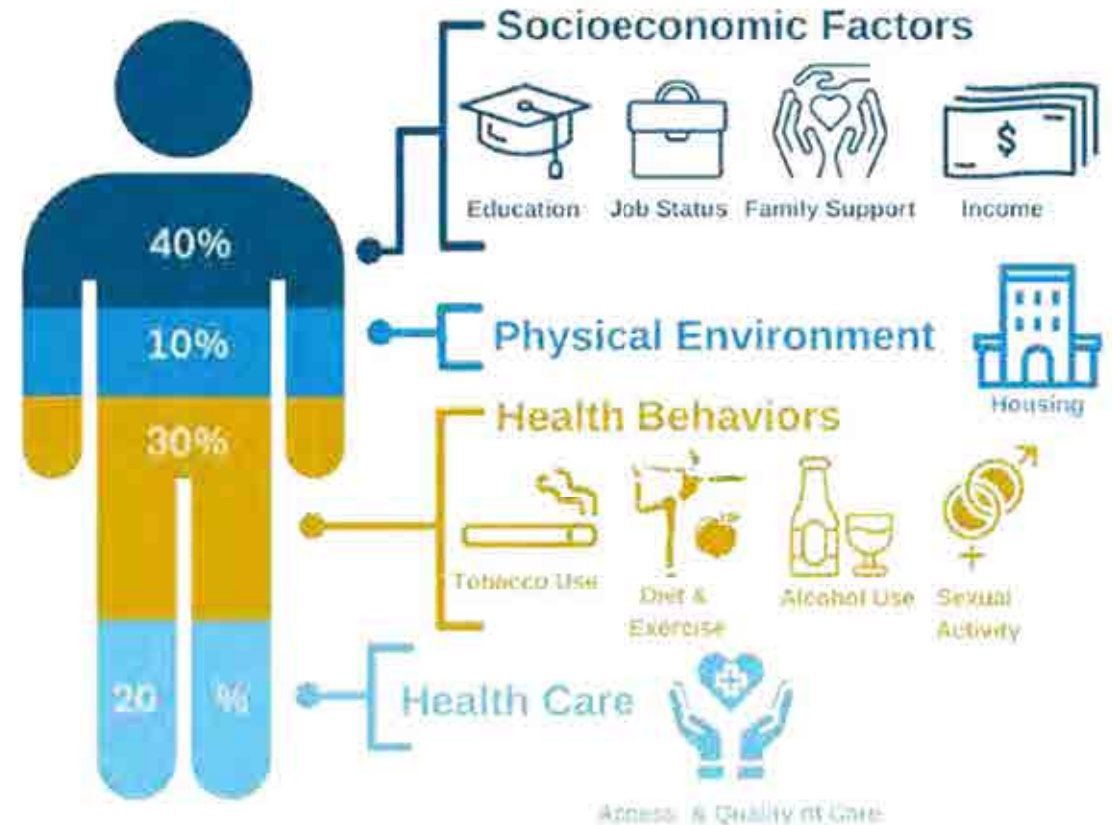 Socioeconomic Factors
$
Education Job Status Family Support Income
40%
10%
Physical Environment
Housing
30%
Health Behaviors
Tobacco Use
Diet &
Exercise
Alcohol Use
Sexual
Activity
20 %
Health Care
Access & Quality of Care